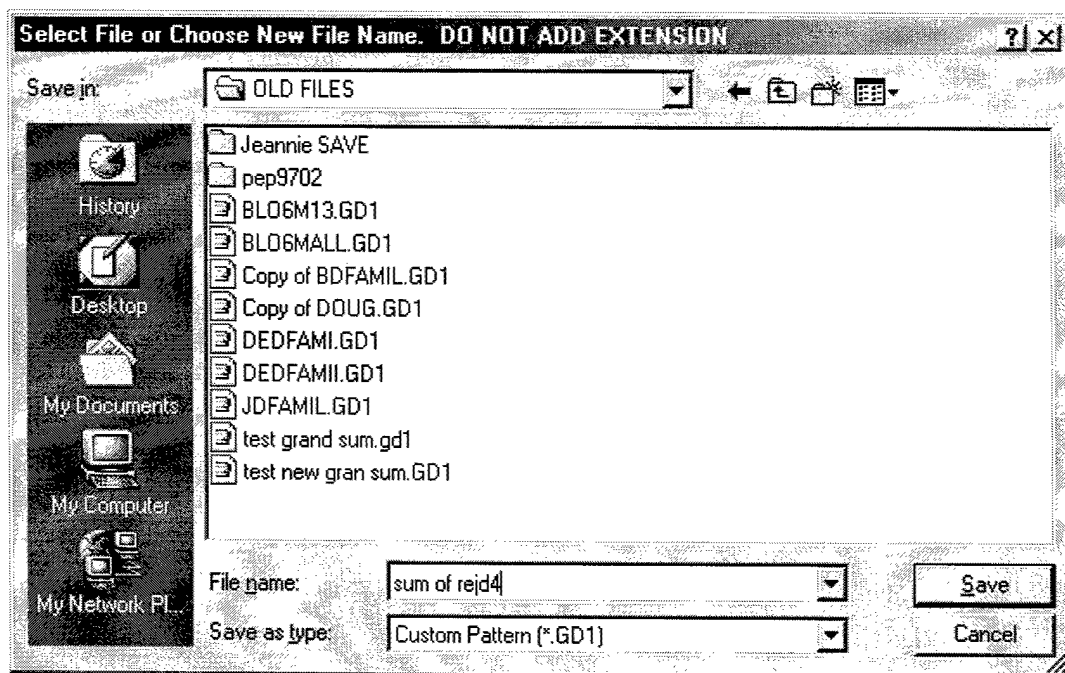 Select File or Choose New File Name. DO NOT ADD EXTENSION
Save in: OLD FILES
History
Desktop
My Documents
My Computer
My Network Pl...
Jeannie SAVE
pep9702
BLO6M13.GD1
BLO6MALL.GD1
Copy of BDFAMIL.GD1
Copy of DOUG.GD1
DEDFAMI.GD1
DEDFAMII.GD1
JDFAMIL.GD1
test grand sum.gd1
test new gran sum.GD1
File name: sum of rejd4 Save
Save as type: Custom Pattern (*.GD1) Cancel